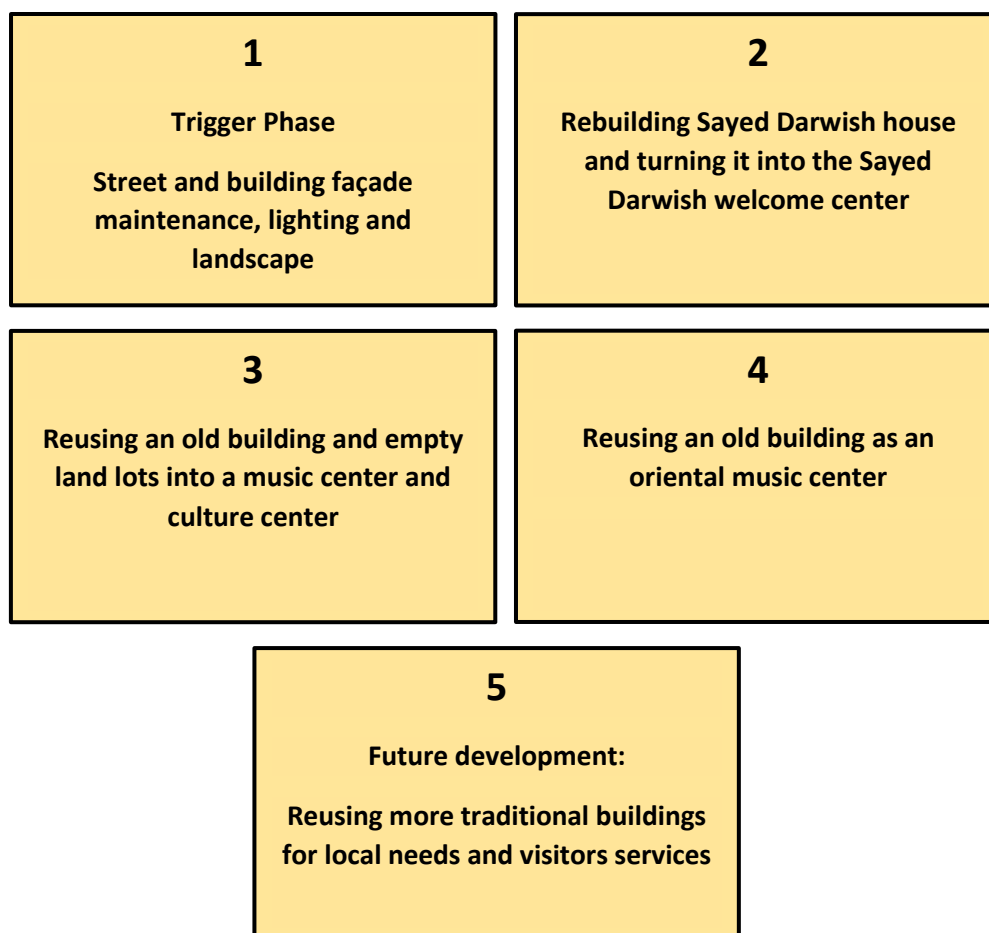 1
Trigger Phase
Street and building façade
maintenance, lighting and
landscape
2
Rebuilding Sayed Darwish house
and turning it into the Sayed
Darwish welcome center
3
Reusing an old building and empty
land lots into a music center and
culture center
4
Reusing an old building as an
oriental music center
5
Future development:
Reusing more traditional buildings
for local needs and visitors services